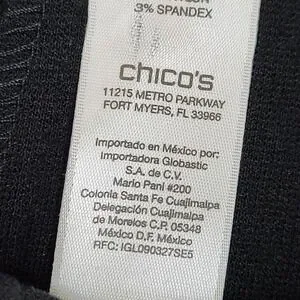 3% SPANDEX
chico's
11215 METRO PARKWAY
FORT MYERS, FL 33966
Importado en México por:
Importadora Globastic
S.A. de C.V.
Mario Pani #200
Colonia Santa Fe Cuajimalpa
Delegación Cuajimalpa
de Morelos C.P. 05348
México D.F. México
RFC: IGL090327SE5